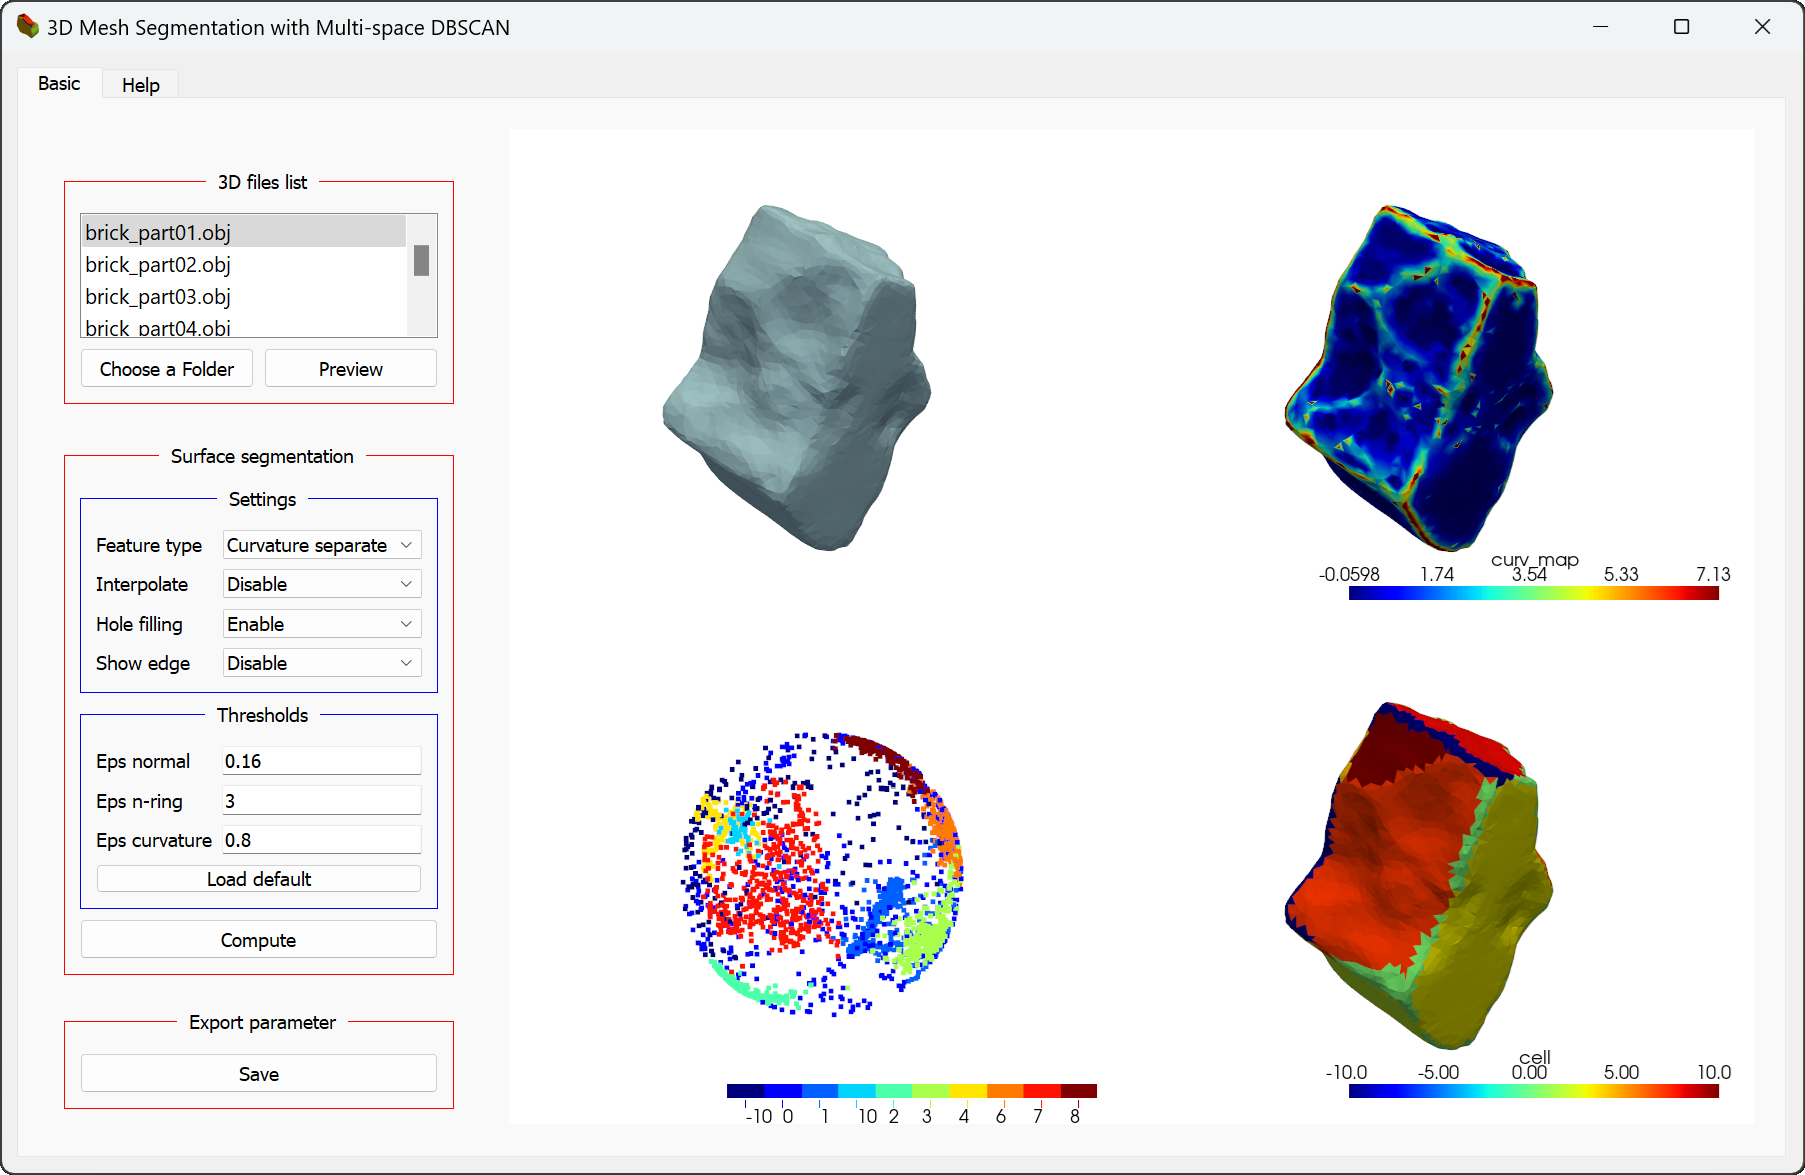 3D Mesh Segmentation with Multi-space DBSCAN
Basic
Help
3D files list
brick_part01.obj
brick_part02.obj
brick_part03.obj
brick_part04.obj
Choose a Folder
Preview
Surface segmentation
Settings
Feature type
Curvature separate
Interpolate
Disable
Hole filling
Enable
Show edge
Disable
Thresholds
Eps normal
0.16
Eps n-ring
3
Eps curvature
0.8
Load default
Compute
Export parameter
Save
curv_map
-0.0598 1.74 3.54 5.33 7.13
-10 0 1 10 2 3 4 6 7 8
cell
-10.0 -5.00 0.00 5.00 10.0